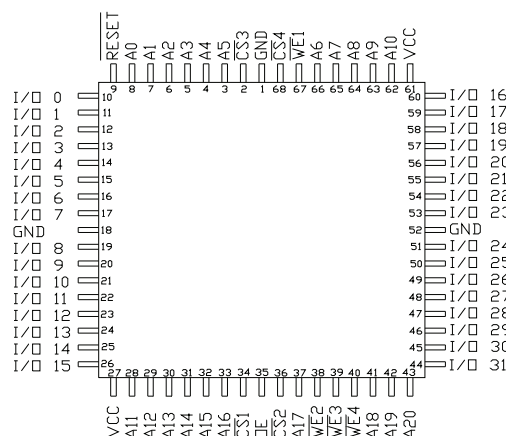 RESET A0 A1 A2 A3 A4 A5 CS3 GND CS4 WE1 A6 A7 A8 A9 A10 VCC
9 8 7 6 5 4 3 2 1 68 67 66 65 64 63 62 61
I/O 0 10 60 I/O 16
I/O 1 11 59 I/O 17
I/O 2 12 58 I/O 18
I/O 3 13 57 I/O 19
I/O 4 14 56 I/O 20
I/O 5 15 55 I/O 21
I/O 6 16 54 I/O 22
I/O 7 17 53 I/O 23
GND 18 52 GND
I/O 8 19 51 I/O 24
I/O 9 20 50 I/O 25
I/O 10 21 49 I/O 26
I/O 11 22 48 I/O 27
I/O 12 23 47 I/O 28
I/O 13 24 46 I/O 29
I/O 14 25 45 I/O 30
I/O 15 26 44 I/O 31
27 28 29 30 31 32 33 34 35 36 37 38 39 40 41 42 43
VCC A11 A12 A13 A14 A15 A16 CS1 OE CS2 A17 WE2 WE3 WE4 A18 A19 A20